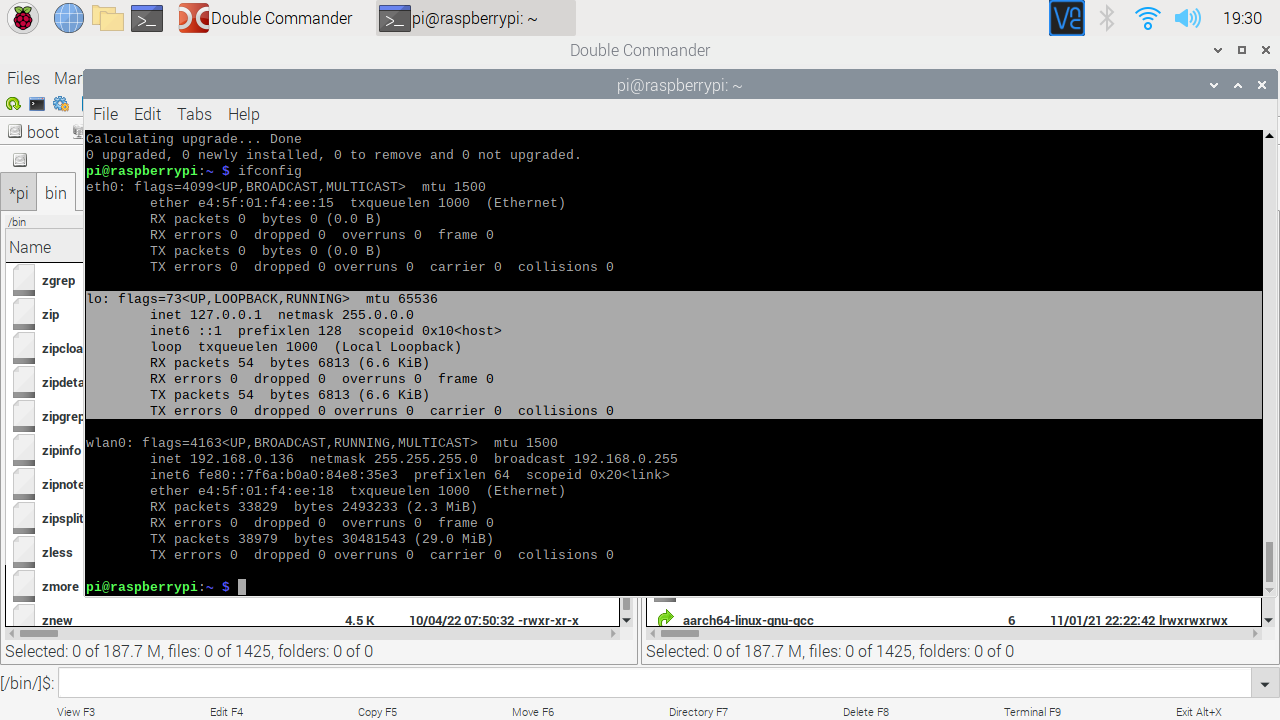 Double Commander
pi@raspberrypi: ~
19:30
Double Commander
Files
pi@raspberrypi: ~
File Edit Tabs Help
boot
*pi
bin
/bin
Name
zgrep
zip
zipinfo
zipnote
zipsplit
zless
zmore
Calculating upgrade... Done
0 upgraded, 0 newly installed, 0 to remove and 0 not upgraded.
pi@raspberrypi:~ $ ifconfig
eth0: flags=4099<UP,BROADCAST,MULTICAST>  mtu 1500
        ether e4:5f:01:f4:ee:15  txqueuelen 1000  (Ethernet)
        RX packets 0  bytes 0 (0.0 B)
        RX errors 0  dropped 0  overruns 0  frame 0
        TX packets 0  bytes 0 (0.0 B)
        TX errors 0  dropped 0 overruns 0  carrier 0  collisions 0
lo: flags=73<UP,LOOPBACK,RUNNING>  mtu 65536
        inet 127.0.0.1  netmask 255.0.0.0
        inet6 ::1  prefixlen 128  scopeid 0x10<host>
        loop  txqueuelen 1000  (Local Loopback)
        RX packets 54  bytes 6813 (6.6 KiB)
        RX errors 0  dropped 0  overruns 0  frame 0
        TX packets 54  bytes 6813 (6.6 KiB)
        TX errors 0  dropped 0 overruns 0  carrier 0  collisions 0
wlan0: flags=4163<UP,BROADCAST,RUNNING,MULTICAST>  mtu 1500
        inet 192.168.0.136  netmask 255.255.255.0  broadcast 192.168.0.255
        inet6 fe80::7f6a:b0a0:84e8:35e3  prefixlen 64  scopeid 0x20<link>
        ether e4:5f:01:f4:ee:18  txqueuelen 1000  (Ethernet)
        RX packets 33829  bytes 2493233 (2.3 MiB)
        RX errors 0  dropped 0  overruns 0  frame 0
        TX packets 38979  bytes 30481543 (29.0 MiB)
        TX errors 0  dropped 0 overruns 0  carrier 0  collisions 0
pi@raspberrypi:~ $
znew 4.5 K 10/04/22 07:50:32 -rwxr-xr-x
aarch64-linux-gnu-gcc 6 11/01/21 22:22:42 lrwxrwxrwx
Selected: 0 of 187.7 M, files: 0 of 1425, folders: 0 of 0
Selected: 0 of 187.7 M, files: 0 of 1425, folders: 0 of 0
[/bin/]$:
View F3 Edit F4 Copy F5 Move F6 Directory F7 Delete F8 Terminal F9 Exit Alt+X